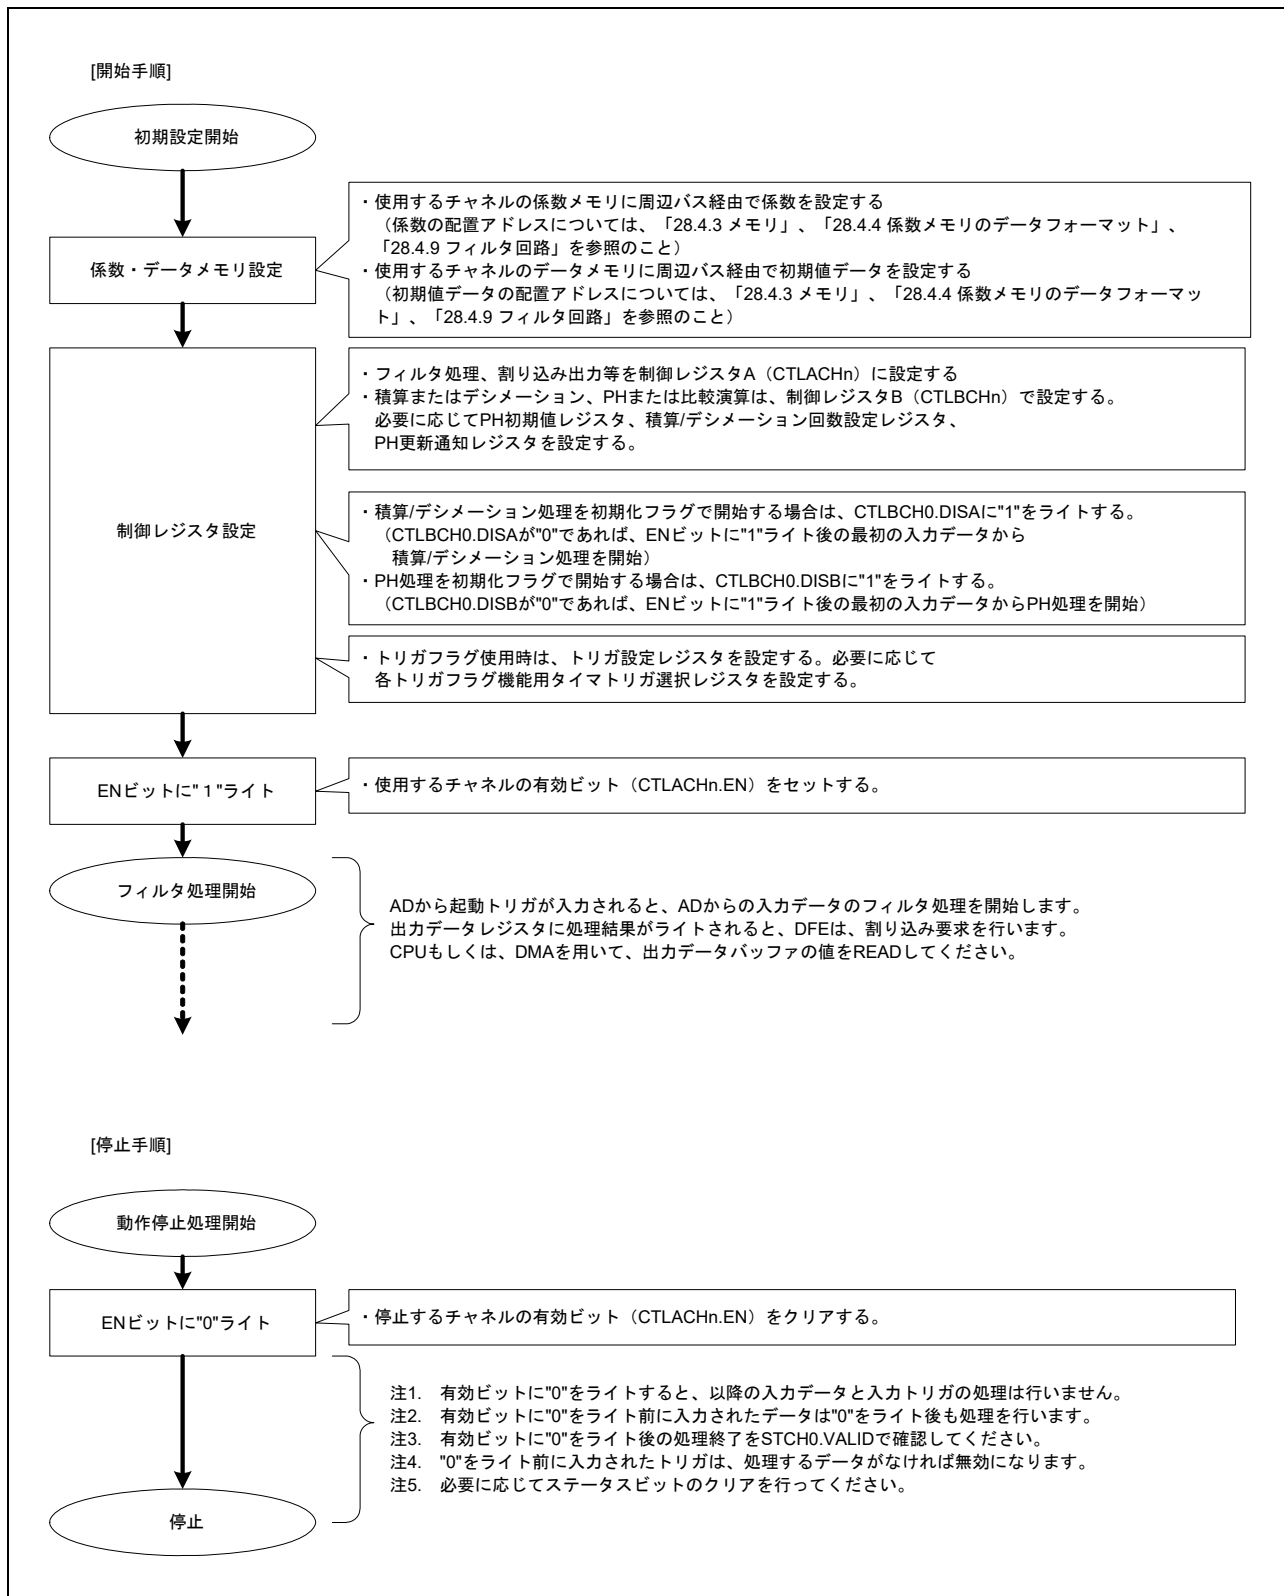 [開始手順]
初期設定開始
係数・データメモリ設定
・使用するチャネルの係数メモリに周辺バス経由で係数を設定する
（係数の配置アドレスについては、「28.4.3 メモリ」、「28.4.4 係数メモリのデータフォーマット」、
「28.4.9 フィルタ回路」を参照のこと）
・使用するチャネルのデータメモリに周辺バス経由で初期値データを設定する
（初期値データの配置アドレスについては、「28.4.3 メモリ」、「28.4.4 係数メモリのデータフォーマッ
ト」、「28.4.9 フィルタ回路」を参照のこと）
制御レジスタ設定
・フィルタ処理、割り込み出力等を制御レジスタA（CTLACHn）に設定する
・積算またはデシメーション、PHまたは比較演算は、制御レジスタB（CTLBCHn）で設定する。
必要に応じてPH初期値レジスタ、積算/デシメーション回数設定レジスタ、
PH更新通知レジスタを設定する。
・積算/デシメーション処理を初期化フラグで開始する場合は、CTLBCH0.DISAに"1"をライトする。
（CTLBCH0.DISAが"0"であれば、ENビットに"1"ライト後の最初の入力データから
積算/デシメーション処理を開始）
・PH処理を初期化フラグで開始する場合は、CTLBCH0.DISBに"1"をライトする。
（CTLBCH0.DISBが"0"であれば、ENビットに"1"ライト後の最初の入力データからPH処理を開始）
・トリガフラグ使用時は、トリガ設定レジスタを設定する。必要に応じて
各トリガフラグ機能用タイマトリガ選択レジスタを設定する。
ENビットに"１"ライト
・使用するチャネルの有効ビット（CTLACHn.EN）をセットする。
フィルタ処理開始
ADから起動トリガが入力されると、ADからの入力データのフィルタ処理を開始します。
出力データレジスタに処理結果がライトされると、DFEは、割り込み要求を行います。
CPUもしくは、DMAを用いて、出力データバッファの値をREADしてください。
[停止手順]
動作停止処理開始
ENビットに"0"ライト
・停止するチャネルの有効ビット（CTLACHn.EN）をクリアする。
注1. 有効ビットに"0"をライトすると、以降の入力データと入力トリガの処理は行いません。
注2. 有効ビットに"0"をライト前に入力されたデータは"0"をライト後も処理を行います。
注3. 有効ビットに"0"をライト後の処理終了をSTCH0.VALIDで確認してください。
注4. "0"をライト前に入力されたトリガは、処理するデータがなければ無効になります。
注5. 必要に応じてステータスビットのクリアを行ってください。
停止